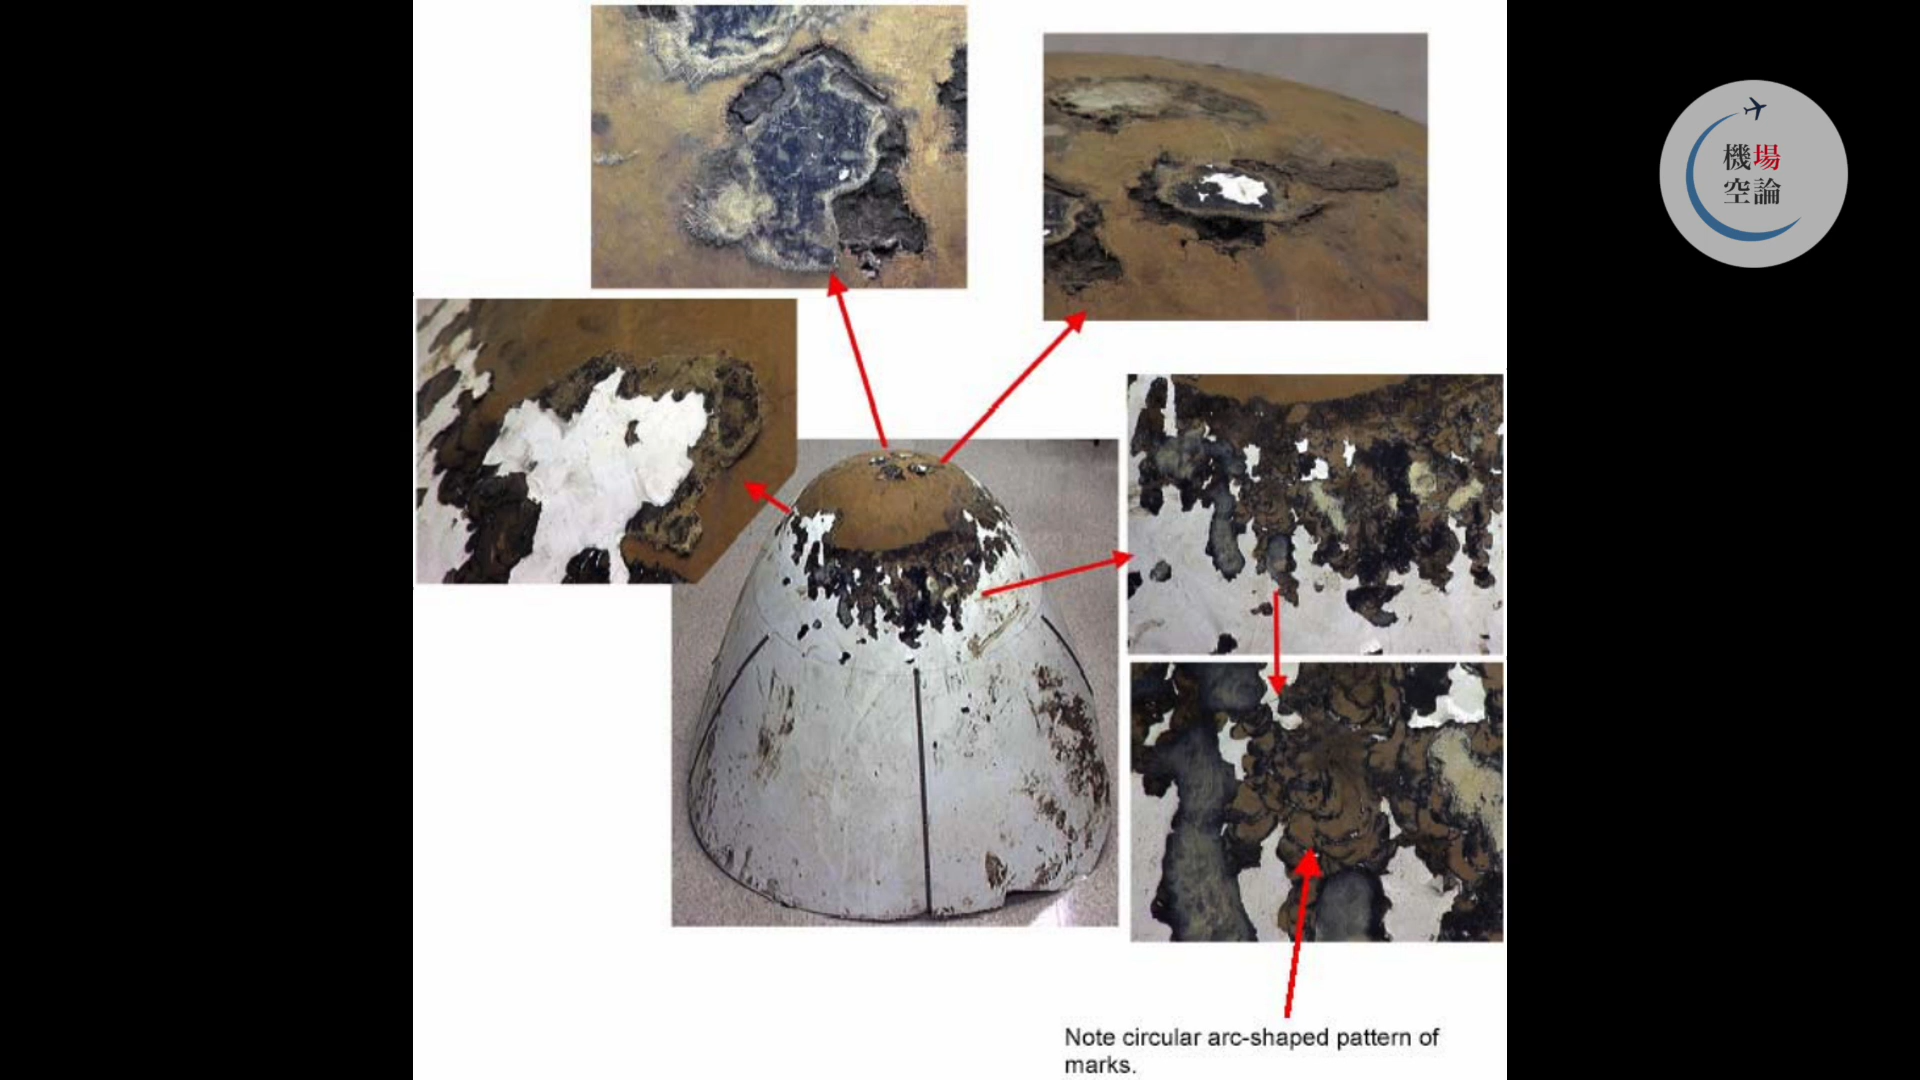 機場
空論
Note circular arc-shaped pattern of
marks.